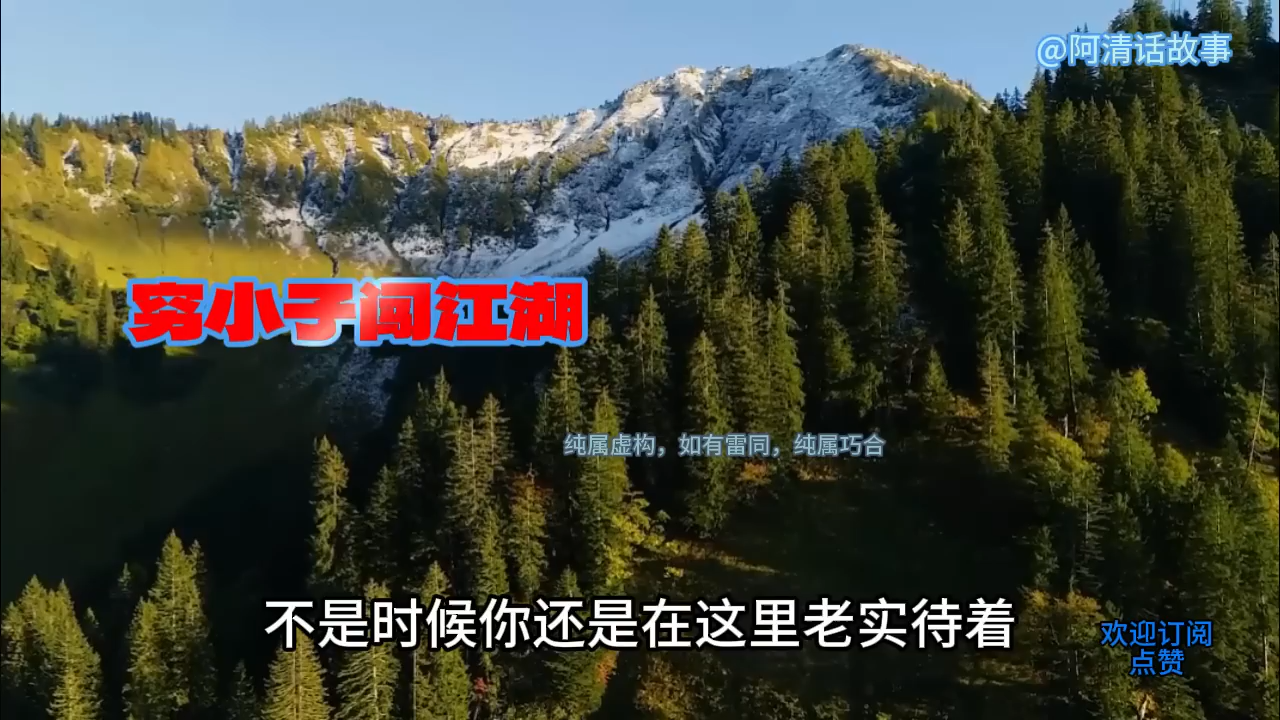 @阿清话故事
穷小子闯江湖
纯属虚构，如有雷同，纯属巧合
不是时候你还是在这里老实待着
欢迎订阅
点赞